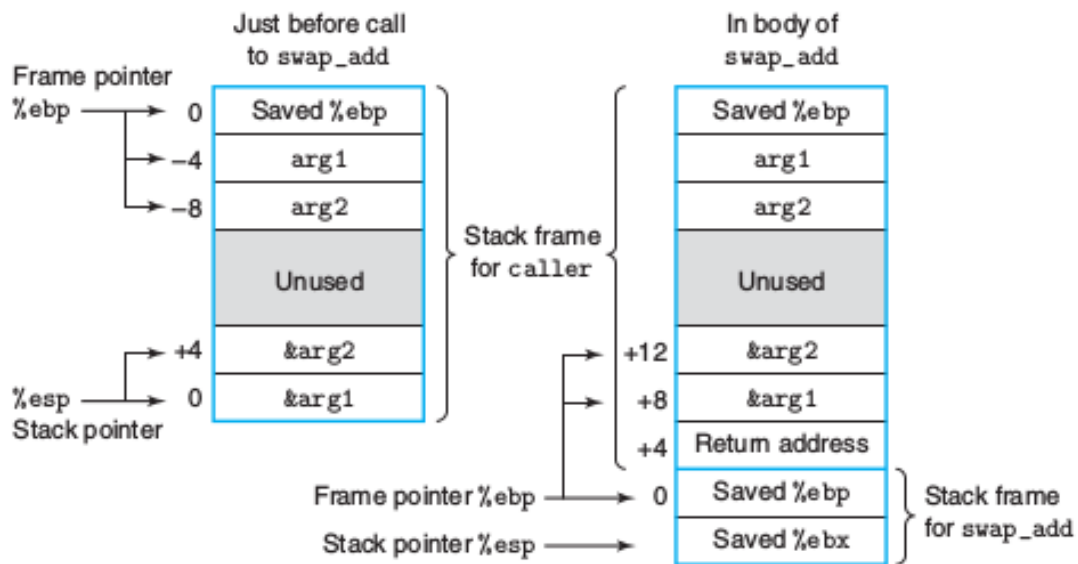 Just before call
to swap_add
In body of
swap_add
Frame pointer
%ebp
0
Saved %ebp
−4
arg1
−8
arg2
Unused
+4
&arg2
%esp
0
&arg1
Stack pointer
Stack frame
for caller
Saved %ebp
arg1
arg2
Unused
+12
&arg2
+8
&arg1
+4
Return address
Frame pointer %ebp
0
Saved %ebp
Stack pointer %esp
Saved %ebx
Stack frame
for swap_add